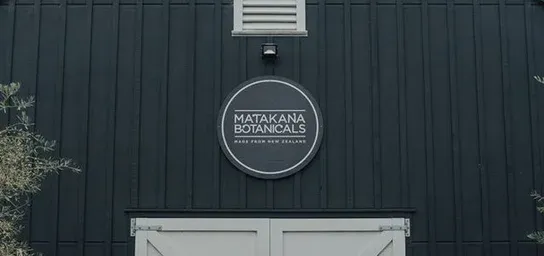 MATAKANA
BOTANICALS
MADE FROM NEW ZEALAND